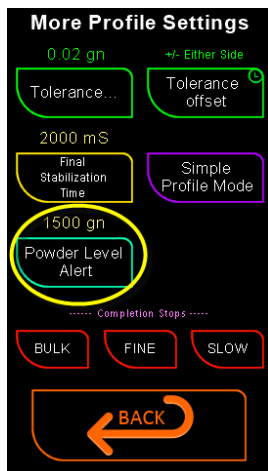 More Profile Settings
0.02 gn
+/- Either Side
Tolerance...
Tolerance
offset
2000 mS
Final
Stabilization
Time
Simple
Profile Mode
1500 gn
Powder Level
Alert
------ Completion Stops -----
BULK
FINE
SLOW
BACK